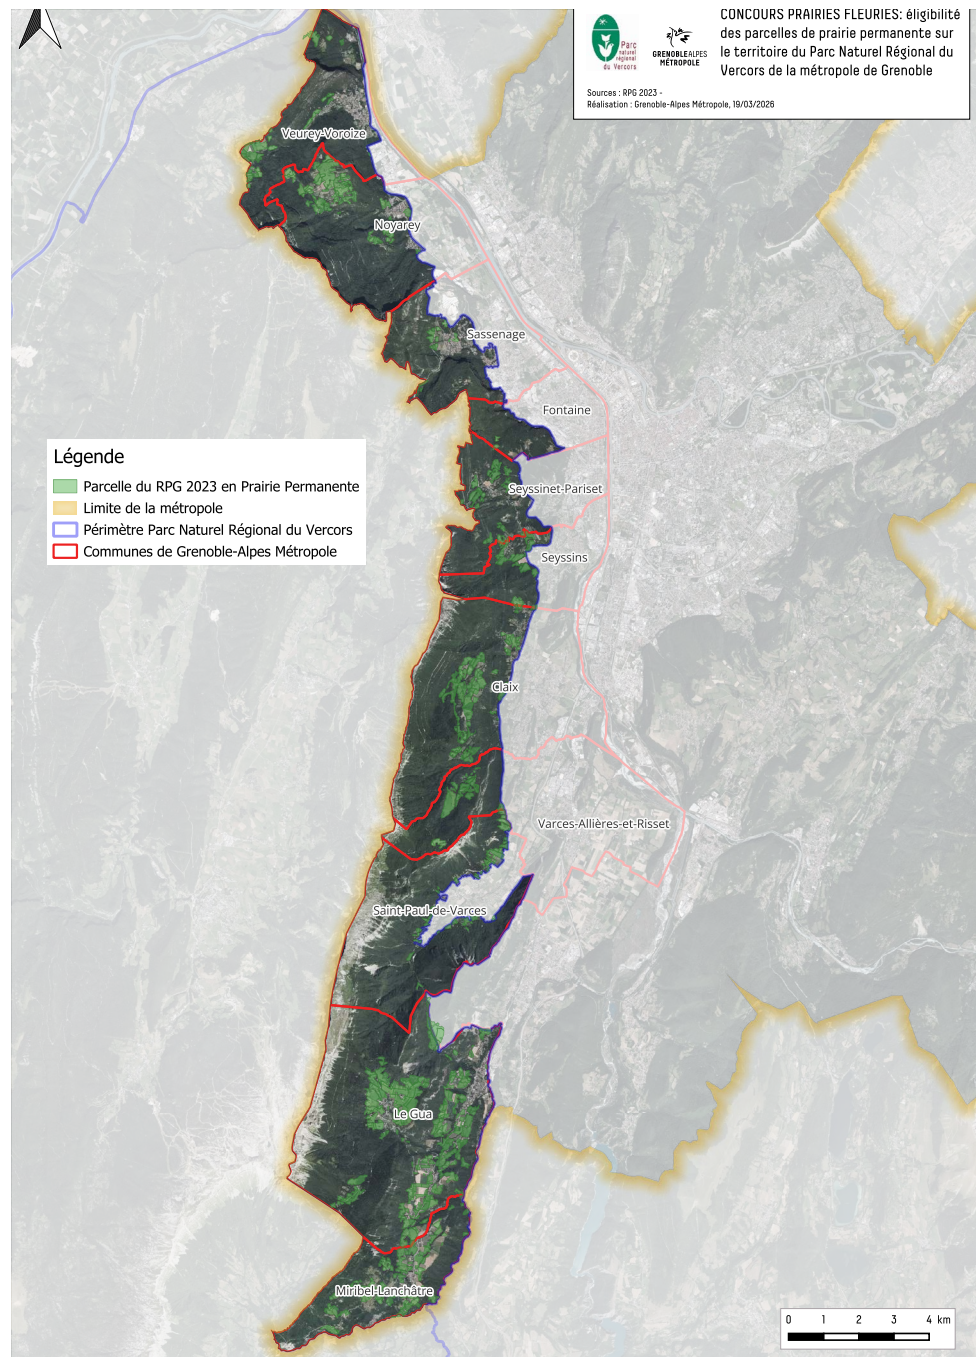 CONCOURS PRAIRIES FLEURIES: éligibilité
des parcelles de prairie permanente sur
le territoire du Parc Naturel Régional du
Vercors de la métropole de Grenoble
Parc
naturel
régional
du Vercors
GRENOBLEALPES
MÉTROPOLE
Sources : RPG 2023 -
Réalisation : Grenoble-Alpes Métropole, 19/03/2026
Veurey-Voroize
Noyarey
Sassenage
Fontaine
Légende
Parcelle du RPG 2023 en Prairie Permanente
Limite de la métropole
Périmètre Parc Naturel Régional du Vercors
Communes de Grenoble-Alpes Métropole
Seyssinet-Pariset
Seyssins
Claix
Varces-Allières-et-Risset
Saint-Paul-de-Varces
Le Gua
Miribel-Lanchâtre
0 1 2 3 4 km